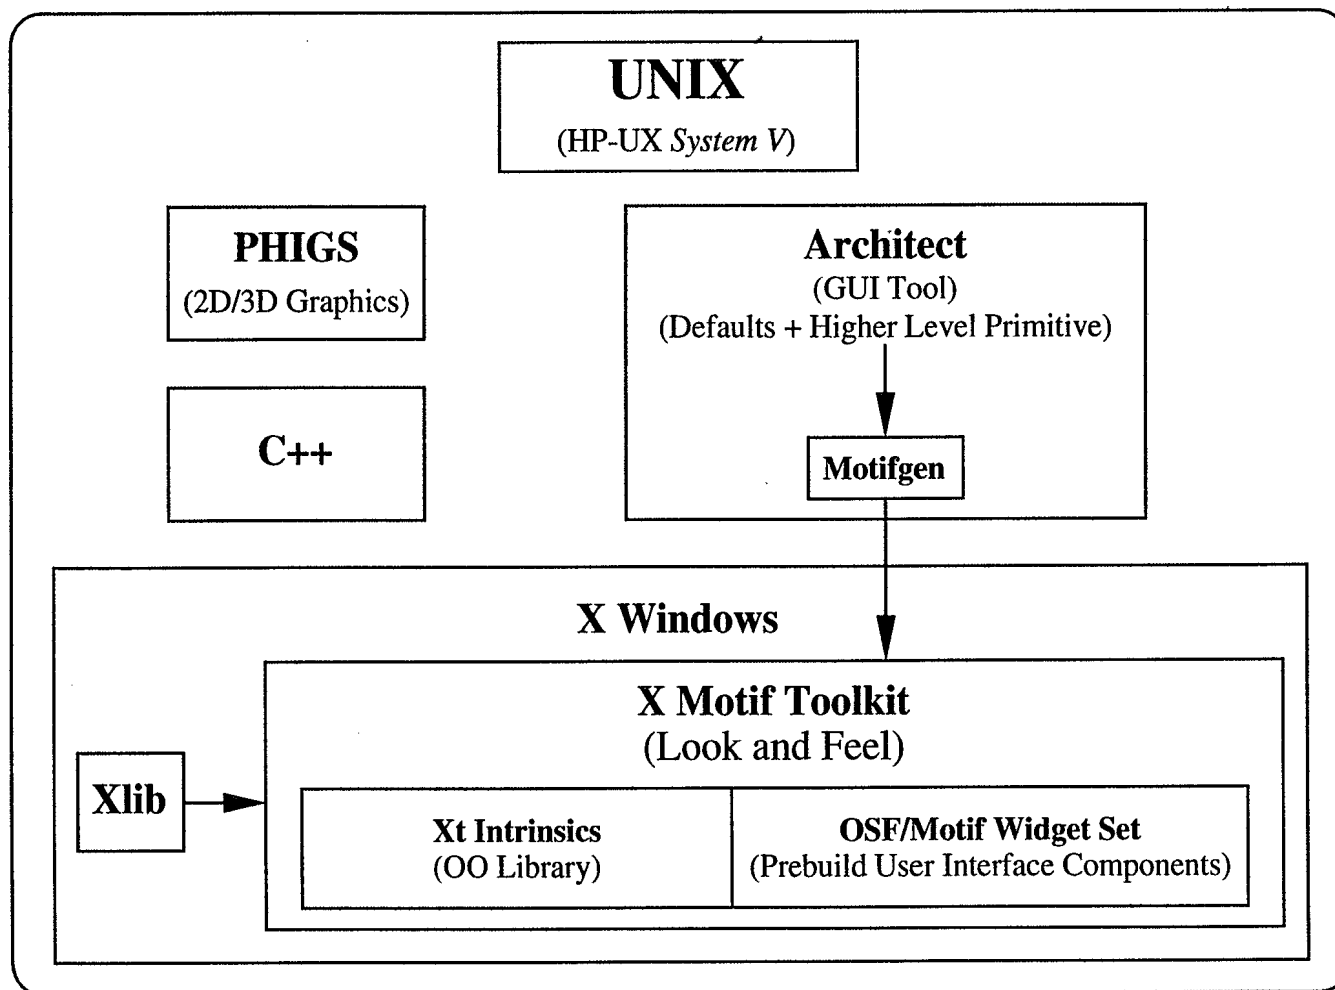 UNIX
(HP-UX System V)
PHIGS
(2D/3D Graphics)
Architect
(GUI Tool)
(Defaults + Higher Level Primitive)
C++
Motifgen
X Windows
X Motif Toolkit
(Look and Feel)
Xlib
Xt Intrinsics
(OO Library)
OSF/Motif Widget Set
(Prebuild User Interface Components)